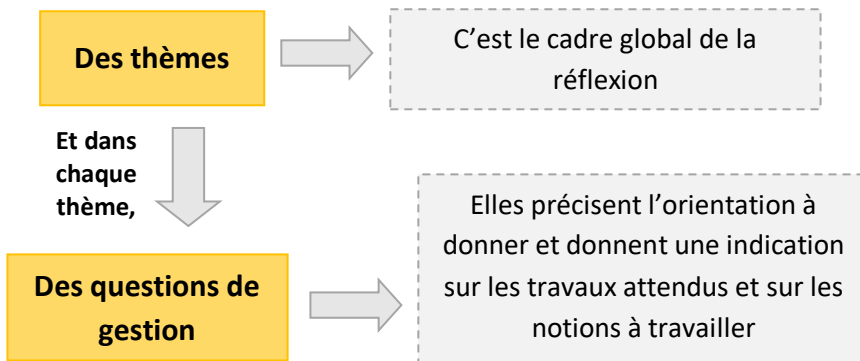 Des thèmes
C’est le cadre global de la
réflexion
Et dans
chaque
thème,
Des questions de
gestion
Elles précisent l’orientation à
donner et donnent une indication
sur les travaux attendus et sur les
notions à travailler